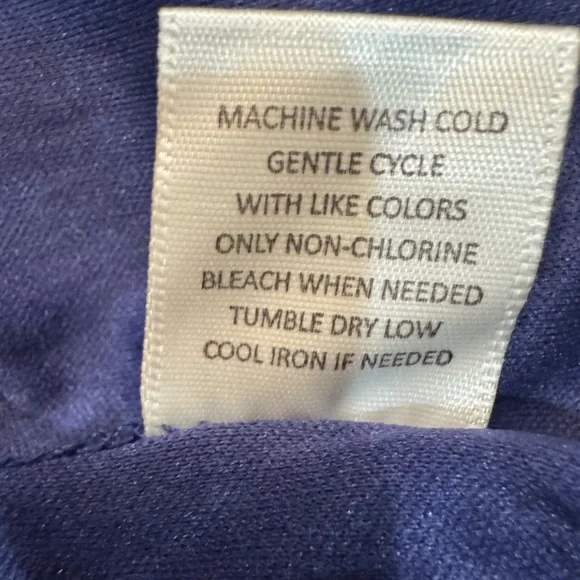 MACHINE WASH COLD
GENTLE CYCLE
WITH LIKE COLORS
ONLY NON-CHLORINE
BLEACH WHEN NEEDED
TUMBLE DRY LOW
COOL IRON IF NEEDED